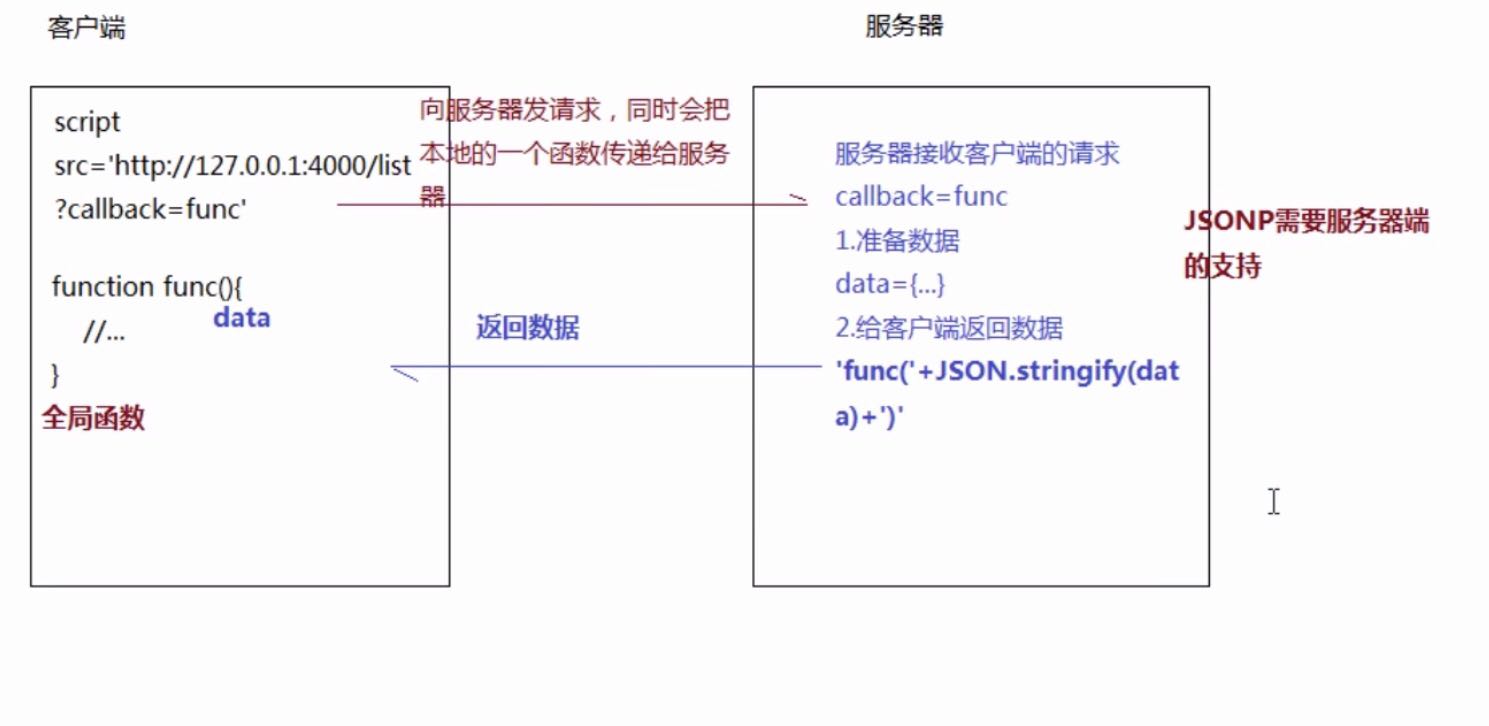 客户端
服务器
script
src='http://127.0.0.1:4000/list
?callback=func'
function func(){
data
//...
}
全局函数
向服务器发请求，同时会把
本地的一个函数传递给服务
器
返回数据
服务器接收客户端的请求
callback=func
1.准备数据
data={...}
2.给客户端返回数据
'func('+JSON.stringify(dat
a)+')'
JSONP需要服务器端
的支持